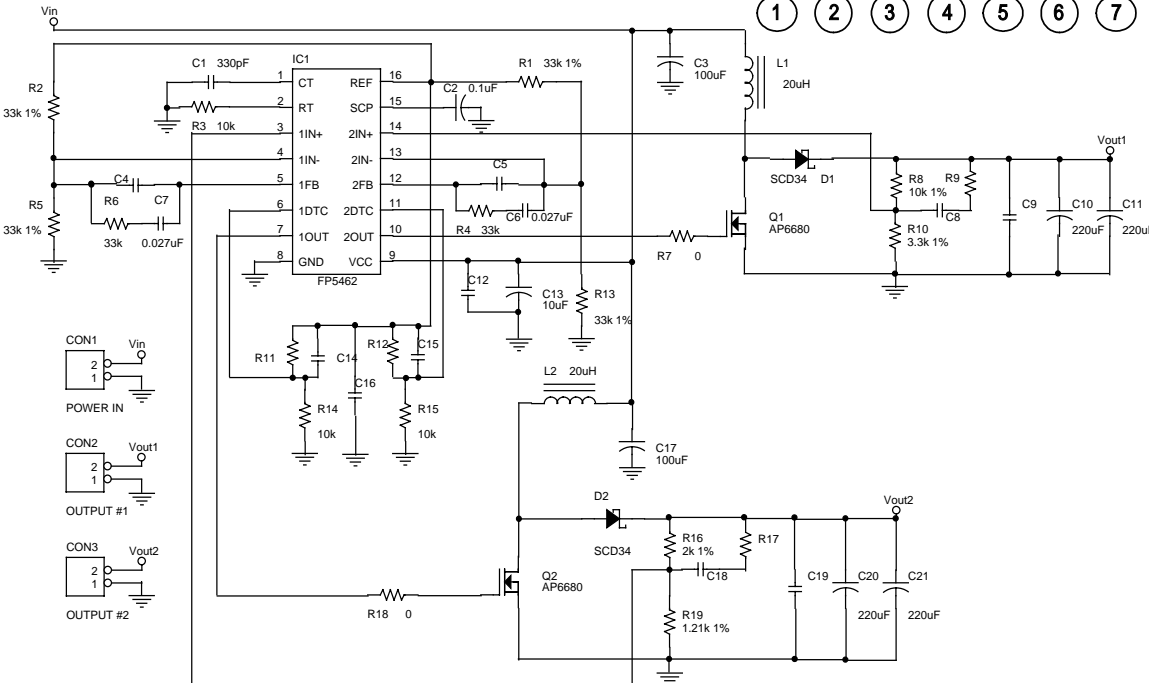 Vin
1 2 3 4 5 6 7
IC1
C1 330pF
1 CT REF 16
R1 33k 1%
C3
100uF
L1
20uH
R2
33k 1%
2 RT SCP 15
C2 0.1uF
R3 10k
3 1IN+ 2IN+ 14
4 1IN- 2IN- 13
5 1FB 2FB 12
6 1DTC 2DTC 11
7 1OUT 2OUT 10
8 GND VCC 9
FP5462
C4
R6
C7
33k 0.027uF
R5
33k 1%
C5
C6 0.027uF
R4 33k
SCD34 D1
Vout1
R8
10k 1%
R9
C8
R10
3.3k 1%
C9
C10
220uF
C11
220u
Q1
AP6680
R7 0
C12
C13
10uF
R13
33k 1%
R11
C14
R12
C15
C16
R14
10k
R15
10k
L2 20uH
C17
100uF
CON1
Vin
2
1
POWER IN
CON2
Vout1
2
1
OUTPUT #1
CON3
Vout2
2
1
OUTPUT #2
D2
SCD34
Vout2
R16
2k 1%
R17
C18
R19
1.21k 1%
C19
C20
220uF
C21
220uF
Q2
AP6680
R18 0